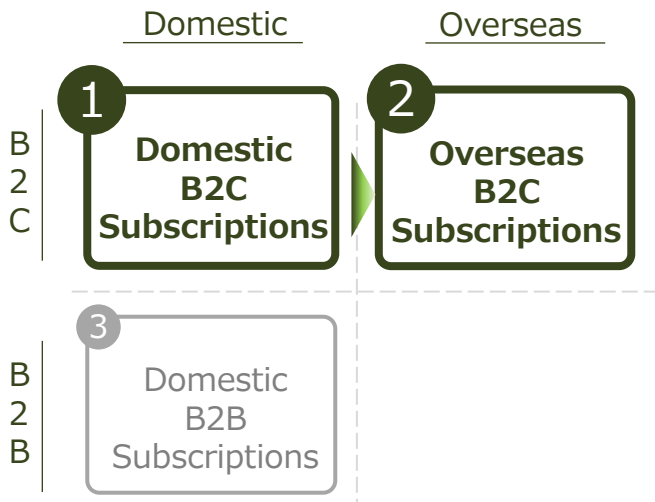 Domestic
Overseas
B
2
C
1
Domestic
B2C
Subscriptions
2
Overseas
B2C
Subscriptions
B
2
B
3
Domestic
B2B
Subscriptions